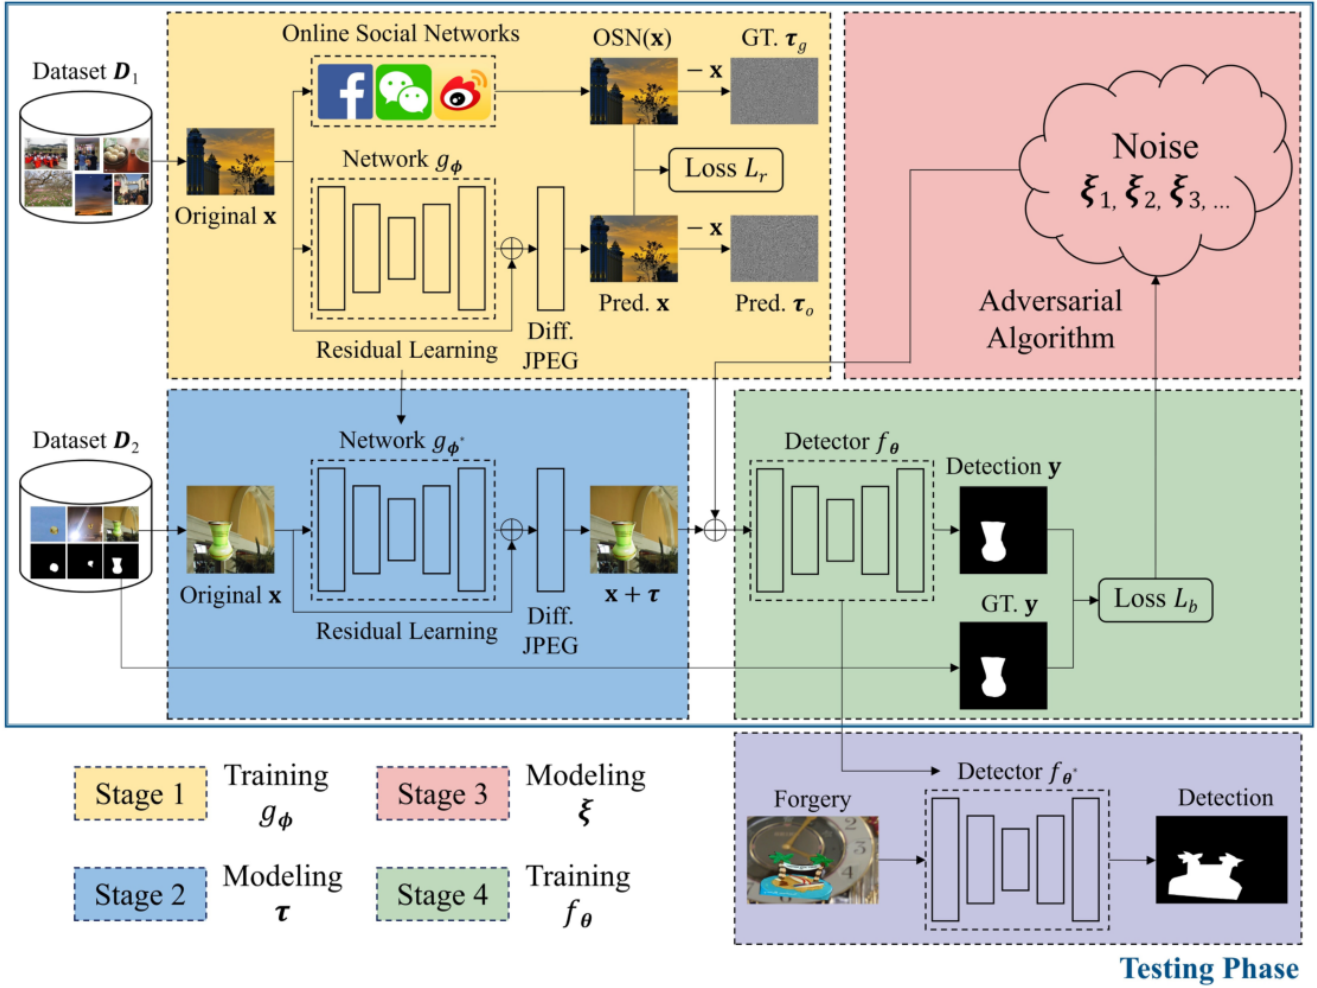 Online Social Networks
OSN(x)
GT. τg
Dataset D1
− x
Network gϕ
Loss Lr
Noise
ξ1, ξ2, ξ3, ...
Original x
− x
Pred. x
Pred. τo
Diff.
JPEG
Residual Learning
Adversarial
Algorithm
Dataset D2
Network gϕ*
Detector fθ
Detection y
Original x
x + τ
GT. y
Loss Lb
Diff.
JPEG
Residual Learning
Stage 1
Training
gϕ
Stage 3
Modeling
ξ
Stage 2
Modeling
τ
Stage 4
Training
fθ
Detector fθ*
Forgery
Detection
Testing Phase